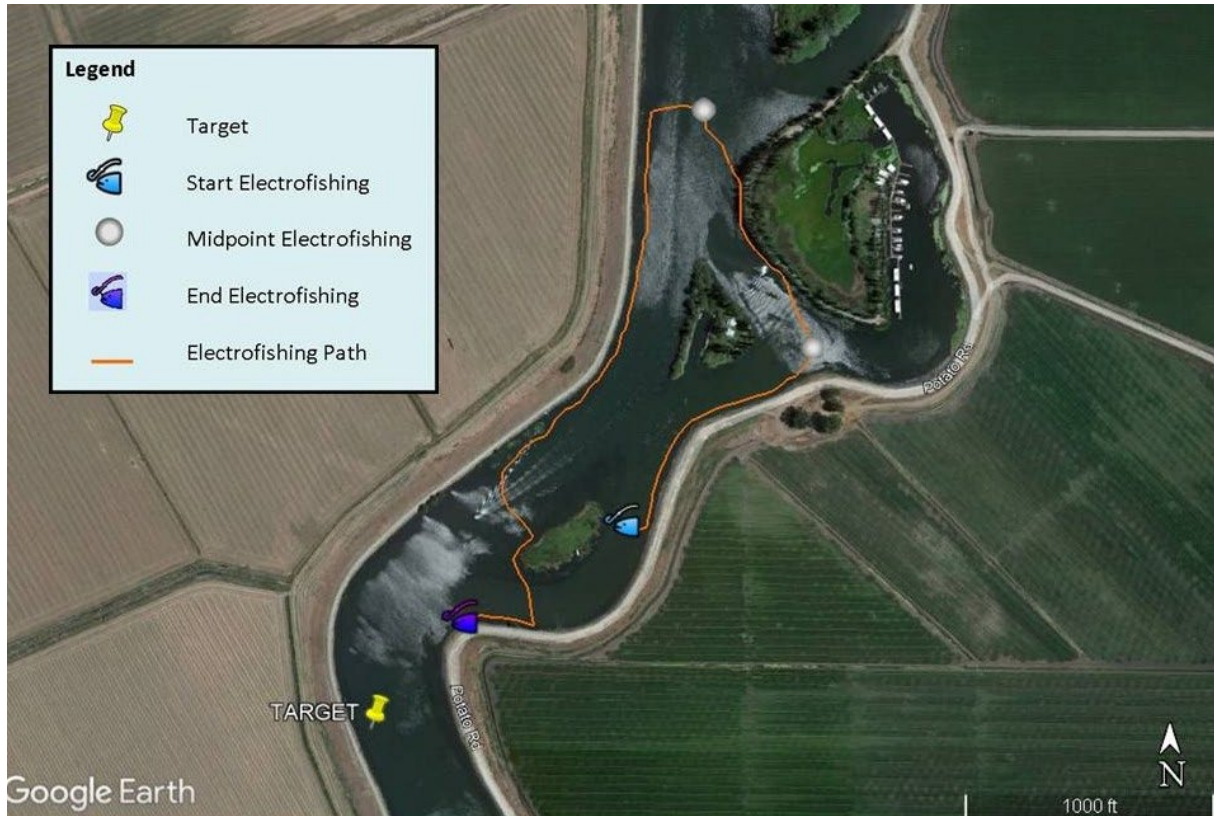 Legend
Target
Start Electrofishing
Midpoint Electrofishing
End Electrofishing
Electrofishing Path
Potato Rd
TARGET
Potato Rd
Google Earth
N
1000 ft